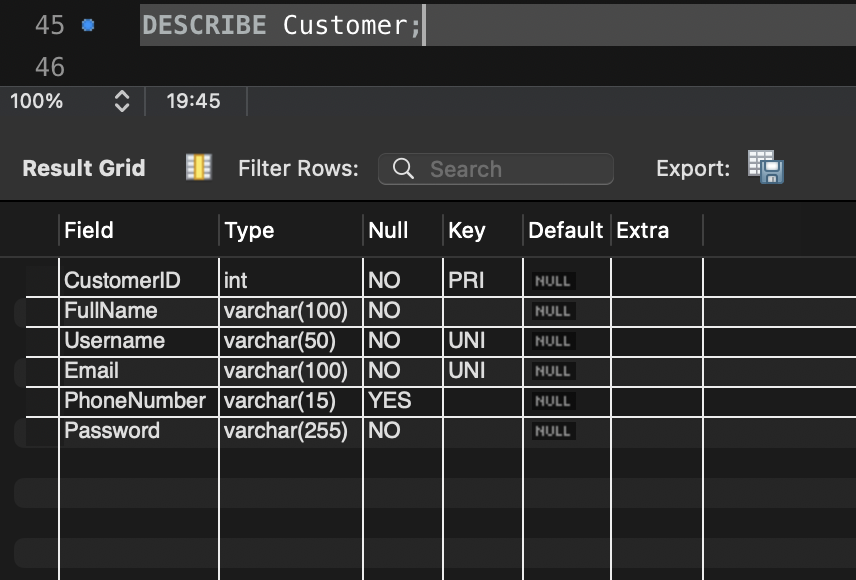 45 DESCRIBE Customer;
46
100% 19:45
Result Grid Filter Rows: Search Export:
Field Type Null Key Default Extra
CustomerID int NO PRI NULL
FullName varchar(100) NO NULL
Username varchar(50) NO UNI NULL
Email varchar(100) NO UNI NULL
PhoneNumber varchar(15) YES NULL
Password varchar(255) NO NULL